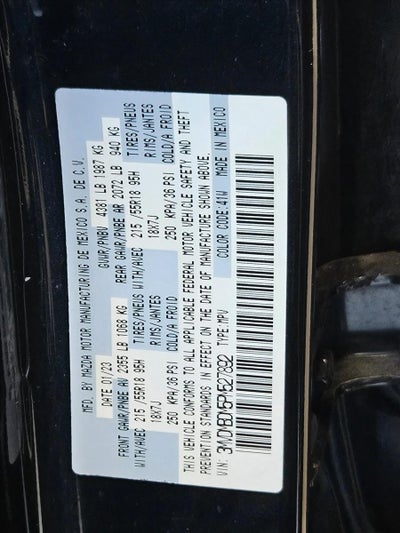 MFD. BY MAZDA MOTOR MANUFACTURING DE MEXICO S.A. DE C.V.
DATE 01/23 GVWR/PNBV 4381 LB 1987 KG
FRONT GAWR/PNBE AV 2355 LB 1068 KG REAR GAWR/PNBE AR 2072 LB 940 KG
TIRES/PNEUS TIRES/PNEUS
WITH/AVEC 215/55R18 95H RIMS/JANTES WITH/AVEC 215/55R18 95H RIMS/JANTES
18X7J COLD/A FROID 18X7J COLD/A FROID
250 KPA/36 PSI 250 KPA/36 PSI
THIS VEHICLE CONFORMS TO ALL APPLICABLE FEDERAL MOTOR VEHICLE SAFETY AND THEFT
PREVENTION STANDARDS IN EFFECT ON THE DATE OF MANUFACTURE SHOWN ABOVE.
VIN: TYPE:MPV COLOR CODE:41W MADE IN MEXICO